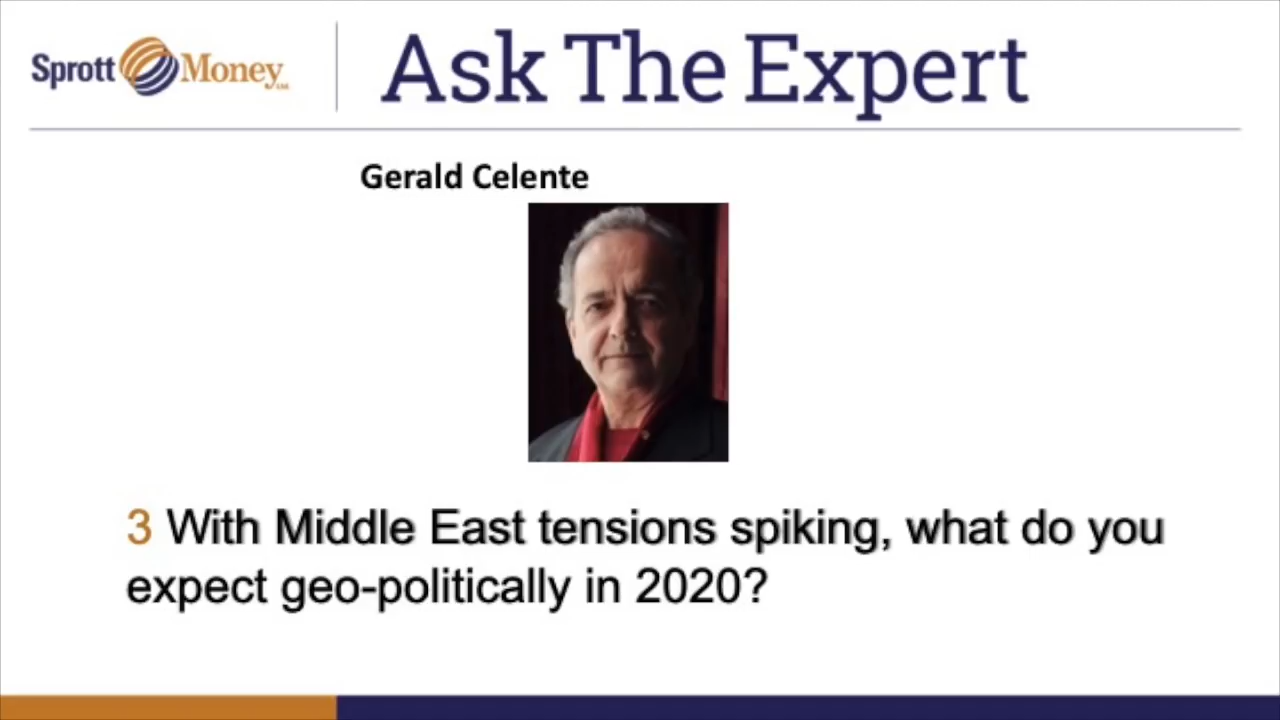 Sprott Money Ltd.
Ask The Expert
Gerald Celente
3 With Middle East tensions spiking, what do you
expect geo-politically in 2020?